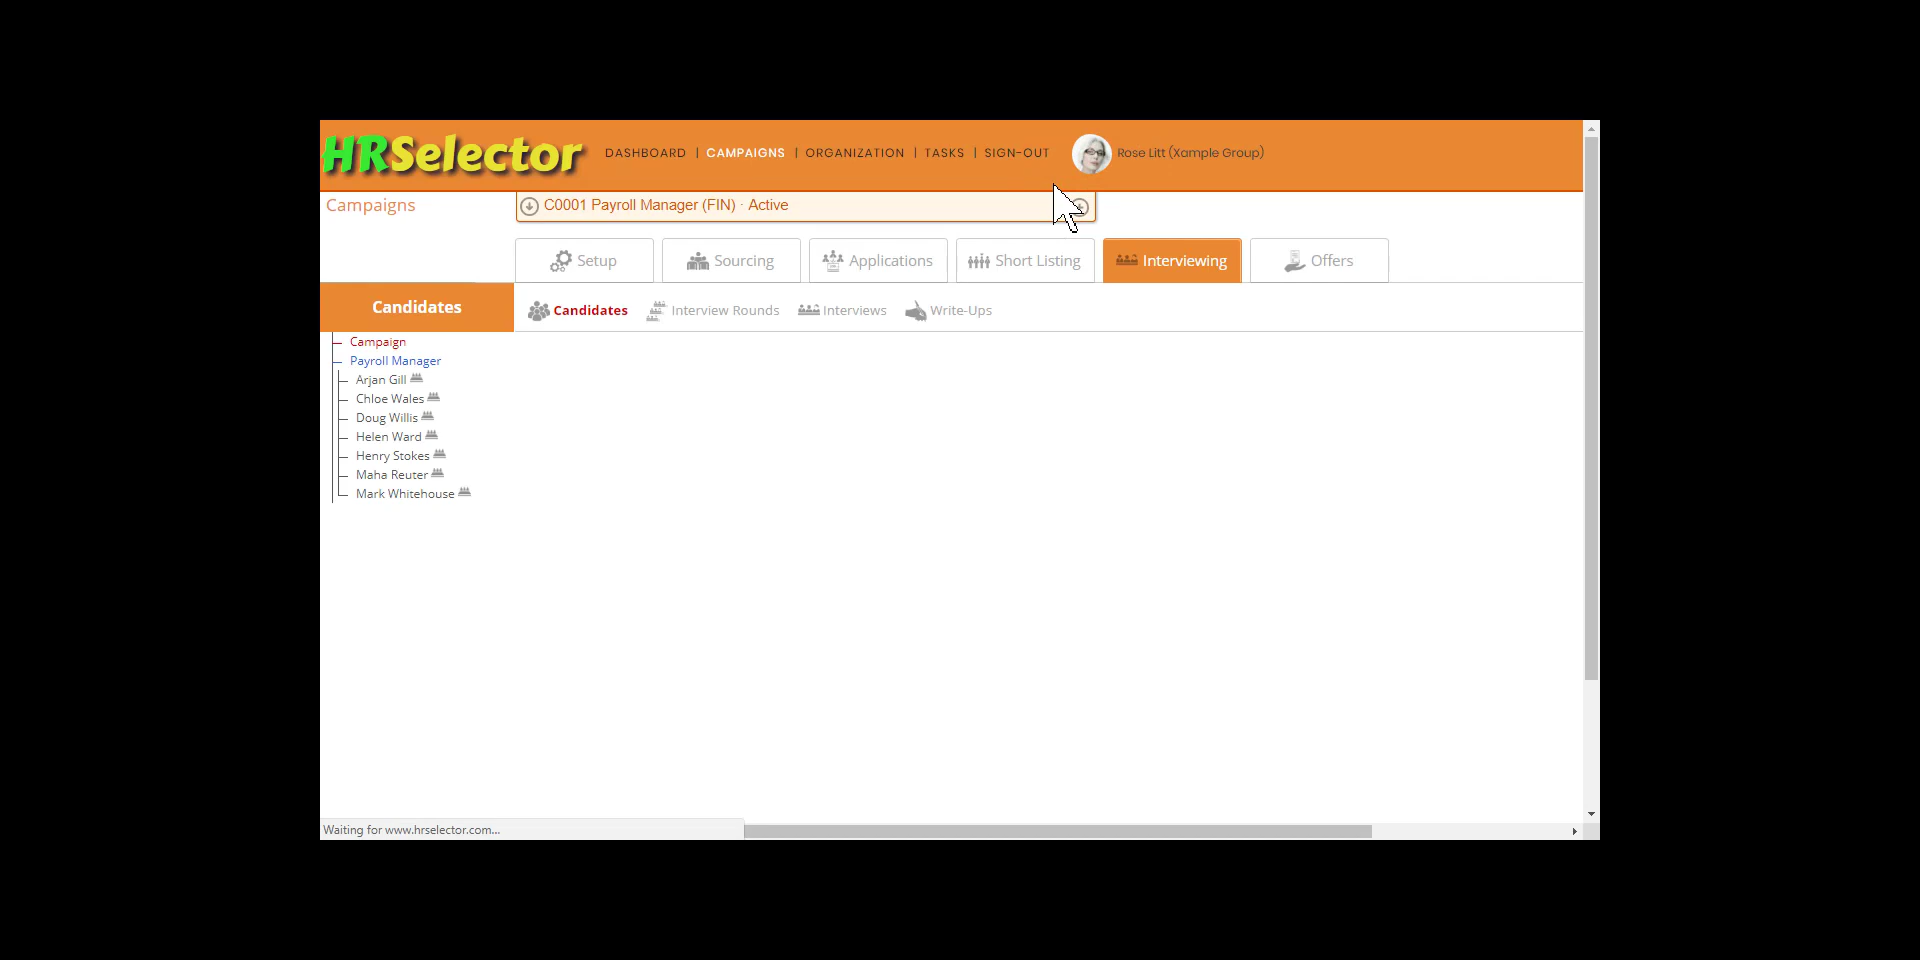 HRSelector
DASHBOARD | CAMPAIGNS | ORGANIZATION | TASKS | SIGN-OUT
Rose Litt (Xample Group)
Campaigns
C0001 Payroll Manager (FIN) · Active
Setup
Sourcing
Applications
Short Listing
Interviewing
Offers
Candidates
Candidates
Interview Rounds
Interviews
Write-Ups
Campaign
Payroll Manager
Arjan Gill
Chloe Wales
Doug Willis
Helen Ward
Henry Stokes
Maha Reuter
Mark Whitehouse
Waiting for www.hrselector.com...